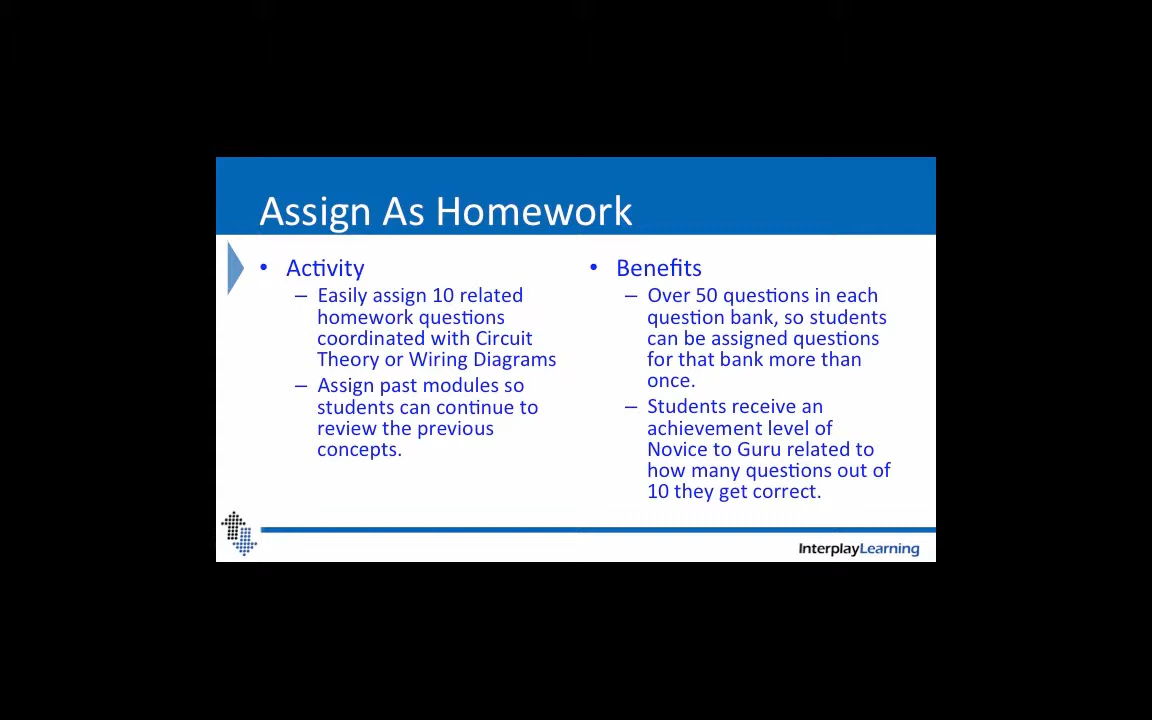 Assign As Homework
• Activity
– Easily assign 10 related
homework questions
coordinated with Circuit
Theory or Wiring Diagrams
– Assign past modules so
students can continue to
review the previous
concepts.
• Benefits
– Over 50 questions in each
question bank, so students
can be assigned questions
for that bank more than
once.
– Students receive an
achievement level of
Novice to Guru related to
how many questions out of
10 they get correct.
InterplayLearning